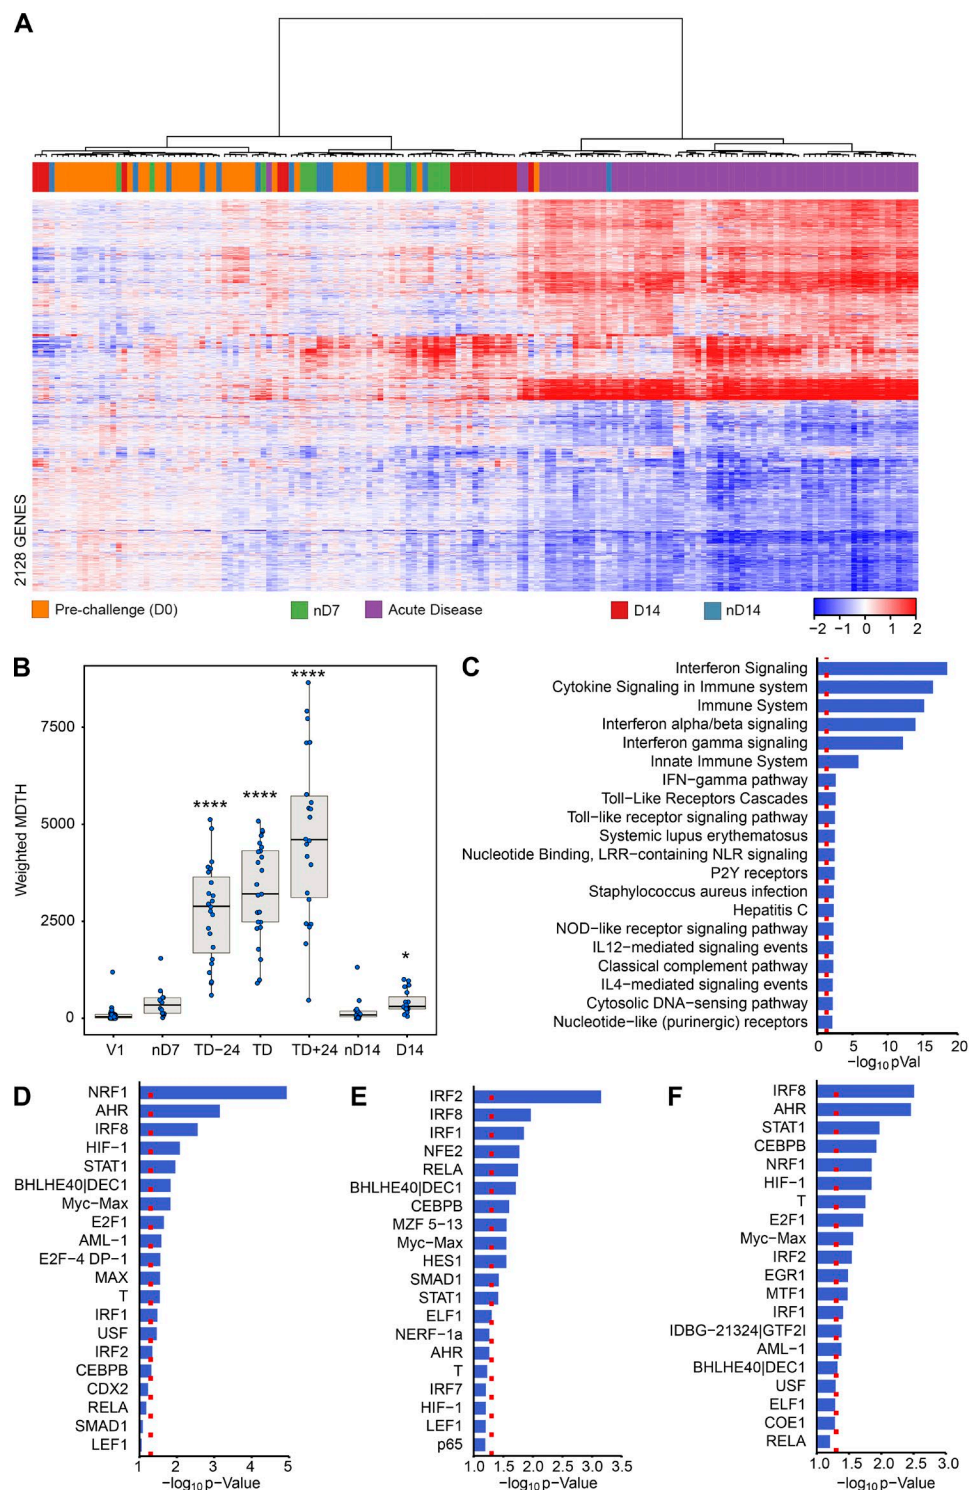 A
2128 GENES
Pre-challenge (D0)
nD7
Acute Disease
D14
nD14
−2 −1 0 1 2
B
Weighted MDTH
7500
5000
2500
0
****
****
****
*
V1 nD7 TD−24 TD TD+24 nD14 D14
C
Interferon Signaling
Cytokine Signaling in Immune system
Immune System
Interferon alpha/beta signaling
Interferon gamma signaling
Innate Immune System
IFN−gamma pathway
Toll−Like Receptors Cascades
Toll−like receptor signaling pathway
Systemic lupus erythematosus
Nucleotide Binding, LRR−containing NLR signaling
P2Y receptors
Staphylococcus aureus infection
Hepatitis C
NOD−like receptor signaling pathway
IL12−mediated signaling events
Classical complement pathway
IL4−mediated signaling events
Cytosolic DNA−sensing pathway
Nucleotide−like (purinergic) receptors
0 5 10 15 20
−log10 pVal
D
NRF1
AHR
IRF8
HIF−1
STAT1
BHLHE40|DEC1
Myc−Max
E2F1
AML−1
E2F−4 DP−1
MAX
T
IRF1
USF
IRF2
CEBPB
CDX2
RELA
SMAD1
LEF1
1 2 3 4 5
−log10 p−Value
E
IRF2
IRF8
IRF1
NFE2
RELA
BHLHE40|DEC1
CEBPB
MZF 5−13
Myc−Max
HES1
SMAD1
STAT1
ELF1
NERF−1a
AHR
T
IRF7
HIF−1
LEF1
p65
1.0 1.5 2.0 2.5 3.0 3.5
−log10 p−Value
F
IRF8
AHR
STAT1
CEBPB
NRF1
HIF−1
T
E2F1
Myc−Max
IRF2
EGR1
MTF1
IRF1
IDBG−21324|GTF2I
AML−1
BHLHE40|DEC1
USF
ELF1
COE1
RELA
1.0 1.5 2.0 2.5 3.0
−log10 p−Value